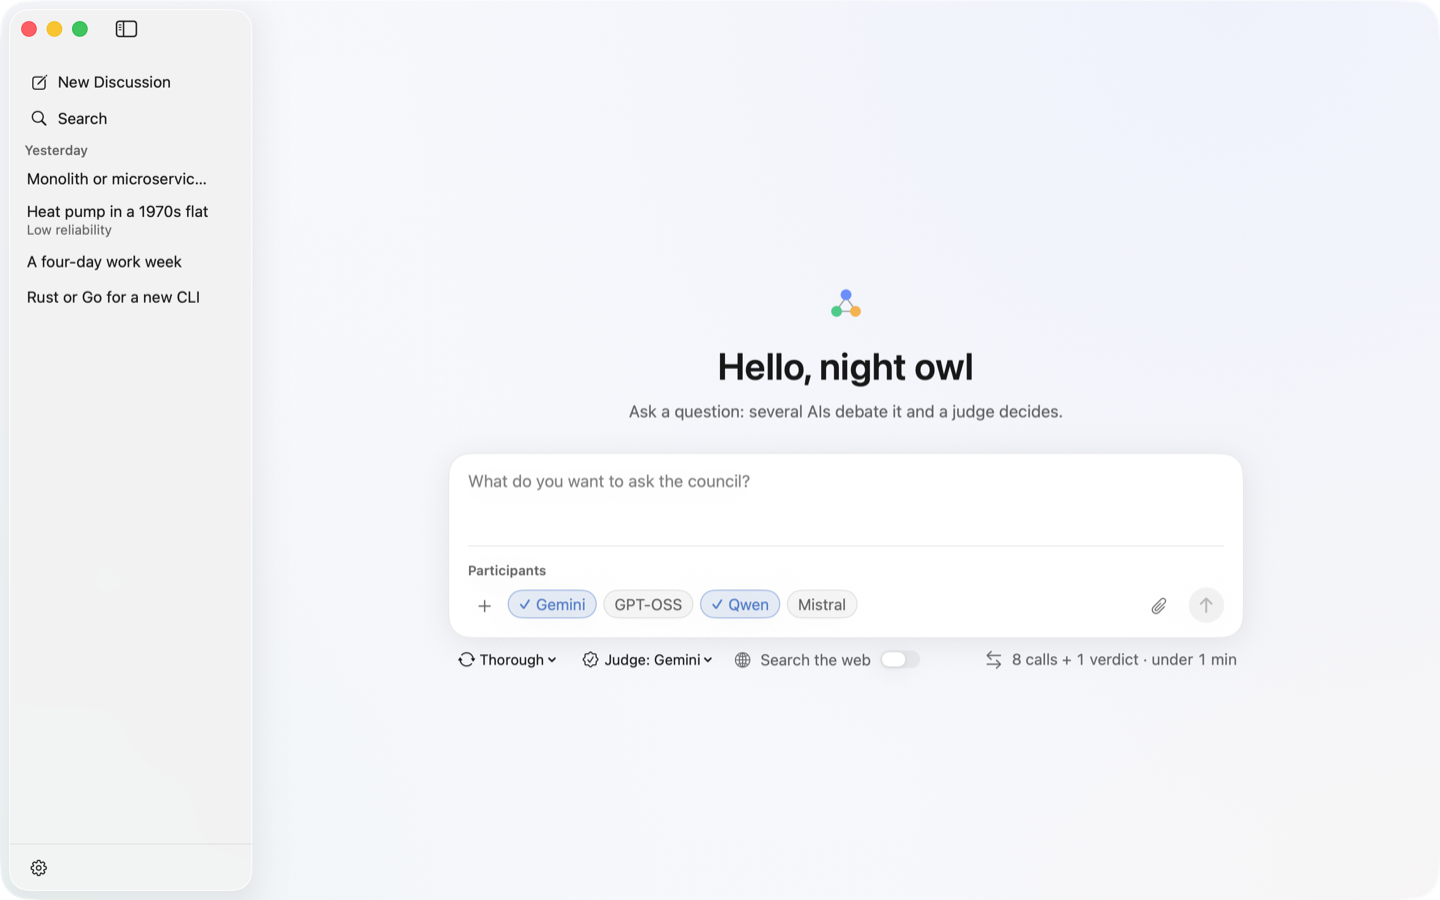 New Discussion
Search
Yesterday
Monolith or microservic...
Heat pump in a 1970s flat
Low reliability
A four-day work week
Rust or Go for a new CLI
Hello, night owl
Ask a question: several AIs debate it and a judge decides.
What do you want to ask the council?
Participants
Gemini GPT-OSS Qwen Mistral
Thorough Judge: Gemini Search the web 8 calls + 1 verdict · under 1 min